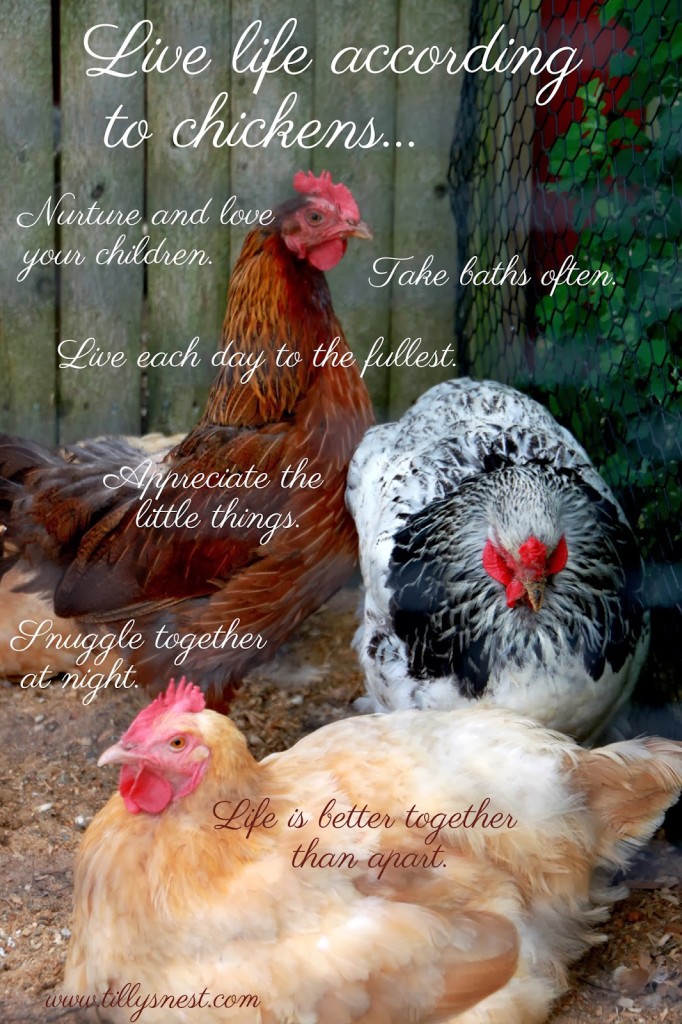 Live life according
to chickens...
Nurture and love
your children.
Take baths often.
Live each day to the fullest.
Appreciate the
little things.
Snuggle together
at night.
Life is better together
than apart.
www.tillysnest.com